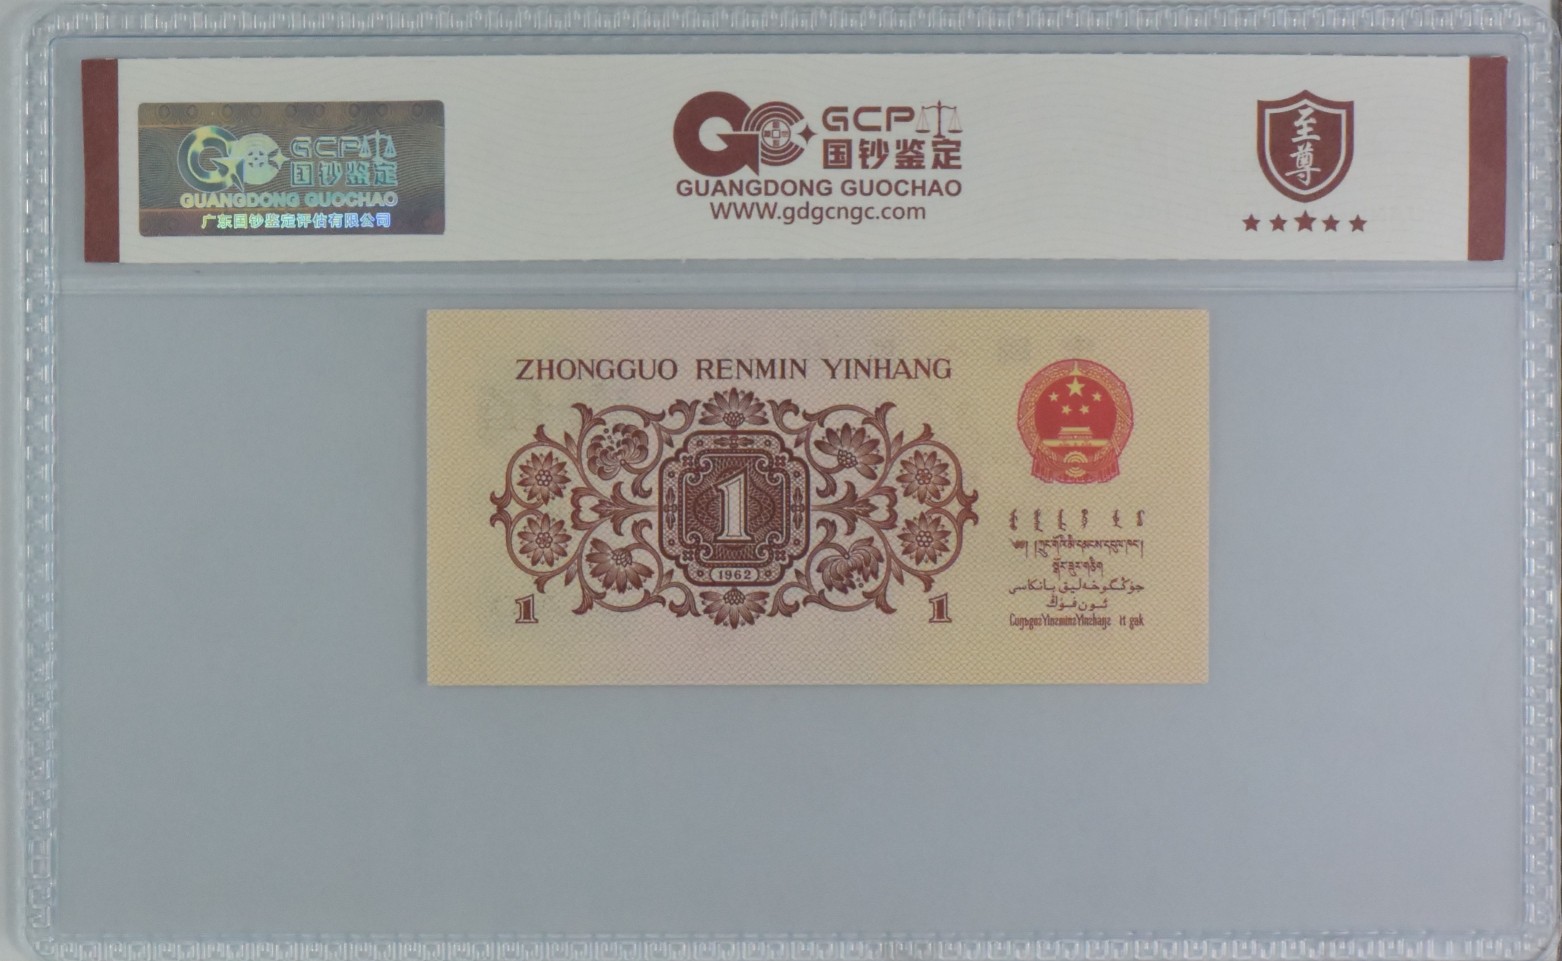 GCP
国钞鉴定
GUANGDONG GUOCHAO
广东国钞鉴定评估有限公司
GCP
国钞鉴定
GUANGDONG GUOCHAO
WWW.gdgcngc.com
至尊
ZHONGGUO RENMIN YINHANG
1
1962
1
1
جۇڭگوخەلىق بانكاسى